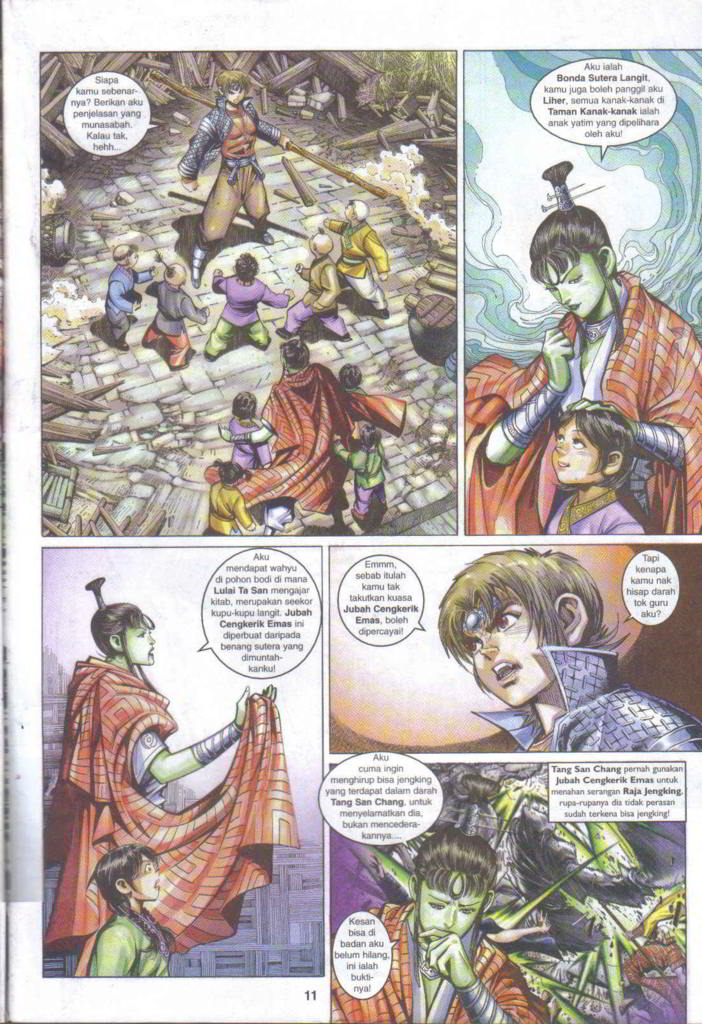 Siapa
kamu sebenar-
nya? Berikan aku
penjelasan yang
munasabah.
Kalau tak,
hehh...
Aku ialah
Bonda Sutera Langit,
kamu juga boleh panggil aku
Liher, semua kanak-kanak di
Taman Kanak-kanak ialah
anak yatim yang dipelihara
oleh aku!
Aku
mendapat wahyu
di pohon bodi di mana
Lulai Ta San mengajar
kitab, merupakan seekor
kupu-kupu langit. Jubah
Cengkerik Emas ini
diperbuat daripada
benang sutera yang
dimuntah-
kanku!
Emmm,
sebab itulah
kamu tak
takutkan kuasa
Jubah Cengkerik
Emas, boleh
dipercayai!
Tapi
kenapa
kamu nak
hisap darah
tok guru
aku?
Aku
cuma ingin
menghirup bisa jengking
yang terdapat dalam darah
Tang San Chang, untuk
menyelamatkan dia,
bukan mencedera-
kannya....
Tang San Chang pernah gunakan
Jubah Cengkerik Emas untuk
menahan serangan Raja Jengking,
rupa-rupanya dia tidak perasan
sudah terkena bisa jengking!
Kesan
bisa di
badan aku
belum hilang,
ini ialah
bukti-
nya!
11